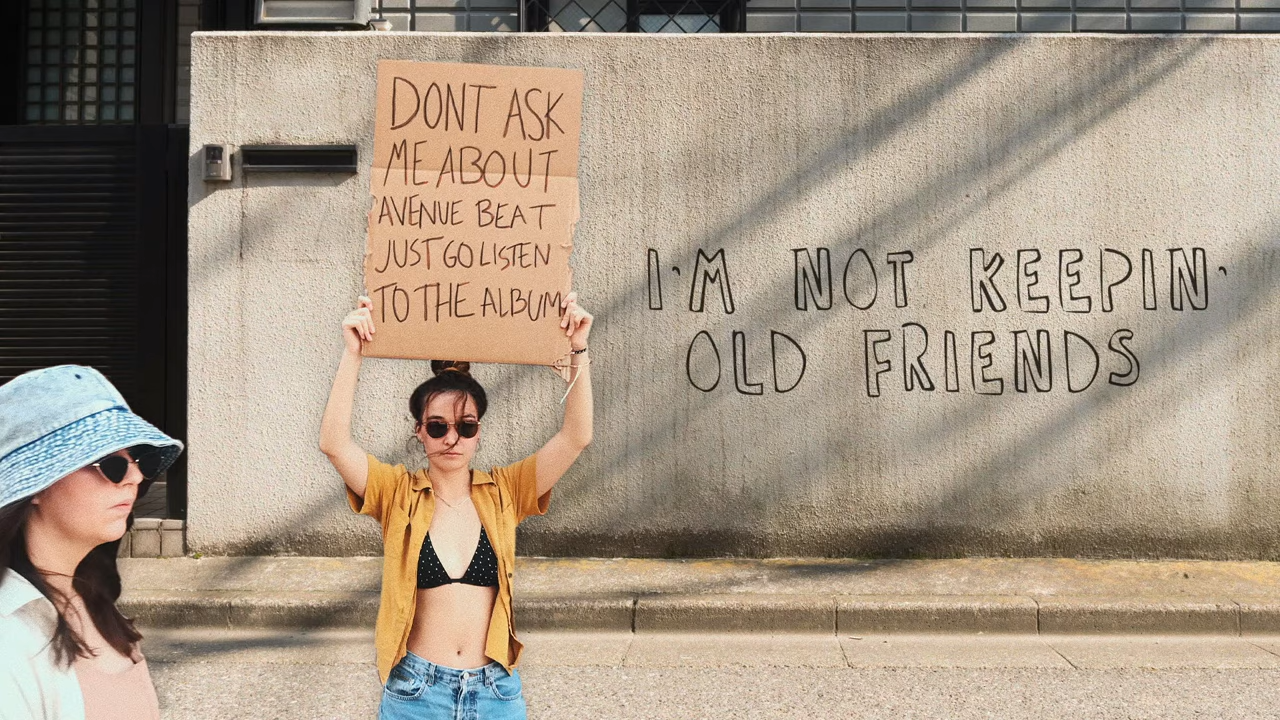 DONT ASK
ME ABOUT
AVENUE BEAT
JUST GO LISTEN
TO THE ALBUM
I'M NOT KEEPIN'
OLD FRIENDS